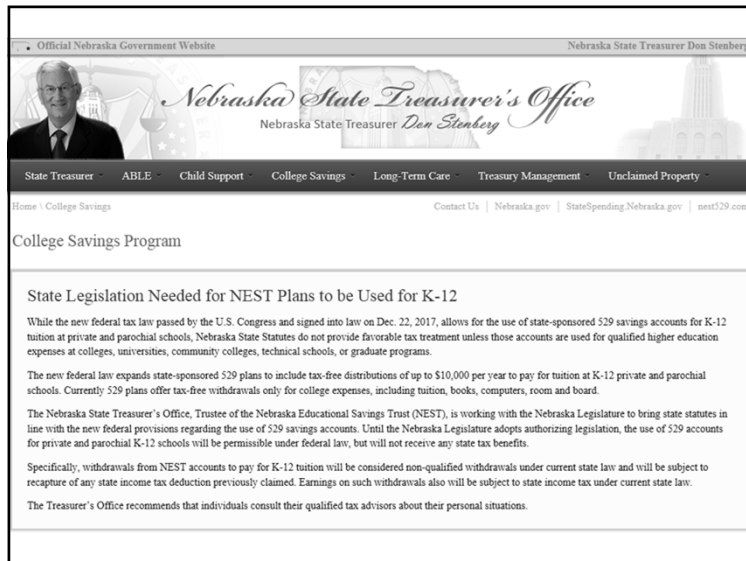 Official Nebraska Government Website
Nebraska State Treasurer Don Stenberg
Nebraska State Treasurer's Office
Nebraska State Treasurer Don Stenberg
State Treasurer ABLE Child Support College Savings Long-Term Care Treasury Management Unclaimed Property
Home \ College Savings
Contact Us | Nebraska.gov | StateSpending.Nebraska.gov | nest529.com
College Savings Program
State Legislation Needed for NEST Plans to be Used for K-12
While the new federal tax law passed by the U.S. Congress and signed into law on Dec. 22, 2017, allows for the use of state-sponsored 529 savings accounts for K-12
tuition at private and parochial schools, Nebraska State Statutes do not provide favorable tax treatment unless those accounts are used for qualified higher education
expenses at colleges, universities, community colleges, technical schools, or graduate programs.
The new federal law expands state-sponsored 529 plans to include tax-free distributions of up to $10,000 per year to pay for tuition at K-12 private and parochial
schools. Currently 529 plans offer tax-free withdrawals only for college expenses, including tuition, books, computers, room and board.
The Nebraska State Treasurer's Office, Trustee of the Nebraska Educational Savings Trust (NEST), is working with the Nebraska Legislature to bring state statutes in
line with the new federal provisions regarding the use of 529 savings accounts. Until the Nebraska Legislature adopts authorizing legislation, the use of 529 accounts
for private and parochial K-12 schools will be permissible under federal law, but will not receive any state tax benefits.
Specifically, withdrawals from NEST accounts to pay for K-12 tuition will be considered non-qualified withdrawals under current state law and will be subject to
recapture of any state income tax deduction previously claimed. Earnings on such withdrawals also will be subject to state income tax under current state law.
The Treasurer's Office recommends that individuals consult their qualified tax advisors about their personal situations.